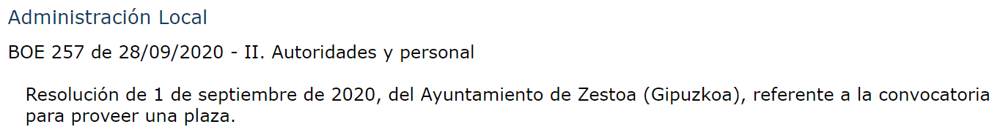 Administración Local
BOE 257 de 28/09/2020 - II. Autoridades y personal
Resolución de 1 de septiembre de 2020, del Ayuntamiento de Zestoa (Gipuzkoa), referente a la convocatoria
para proveer una plaza.